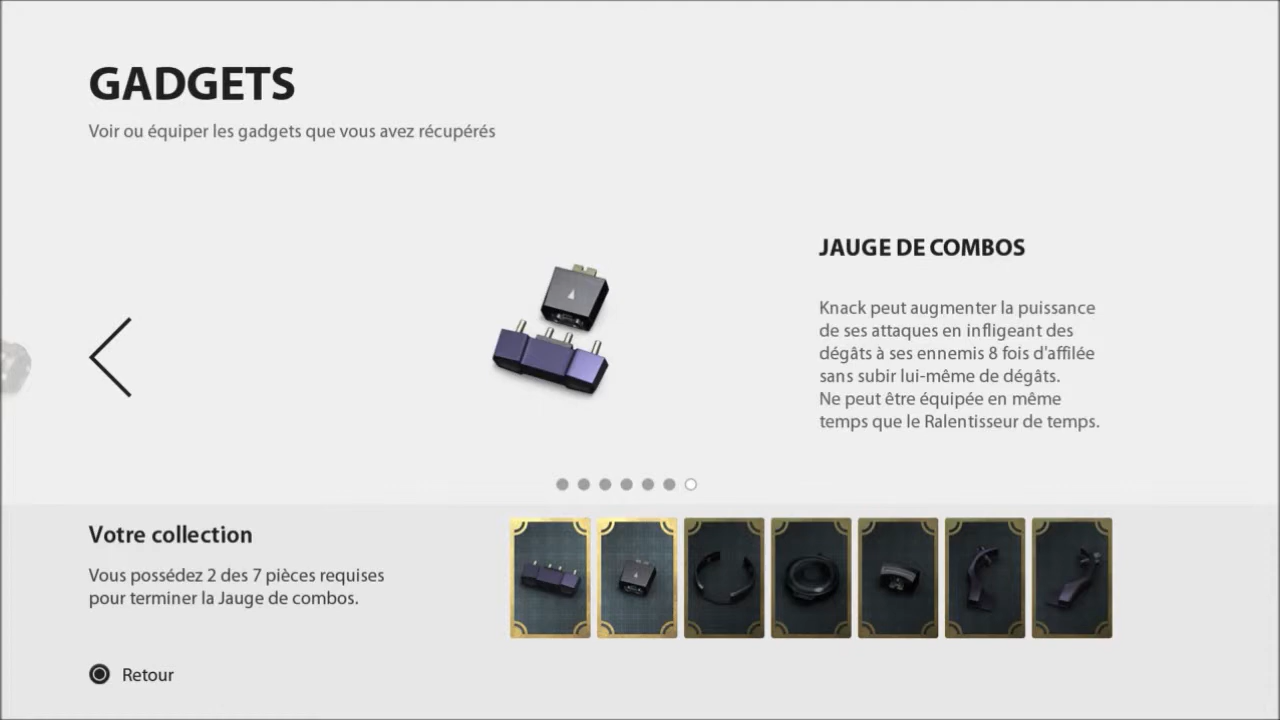 GADGETS
Voir ou équiper les gadgets que vous avez récupérés
JAUGE DE COMBOS
Knack peut augmenter la puissance
de ses attaques en infligeant des
dégâts à ses ennemis 8 fois d'affilée
sans subir lui-même de dégâts.
Ne peut être équipée en même
temps que le Ralentisseur de temps.
Votre collection
Vous possédez 2 des 7 pièces requises
pour terminer la Jauge de combos.
Retour